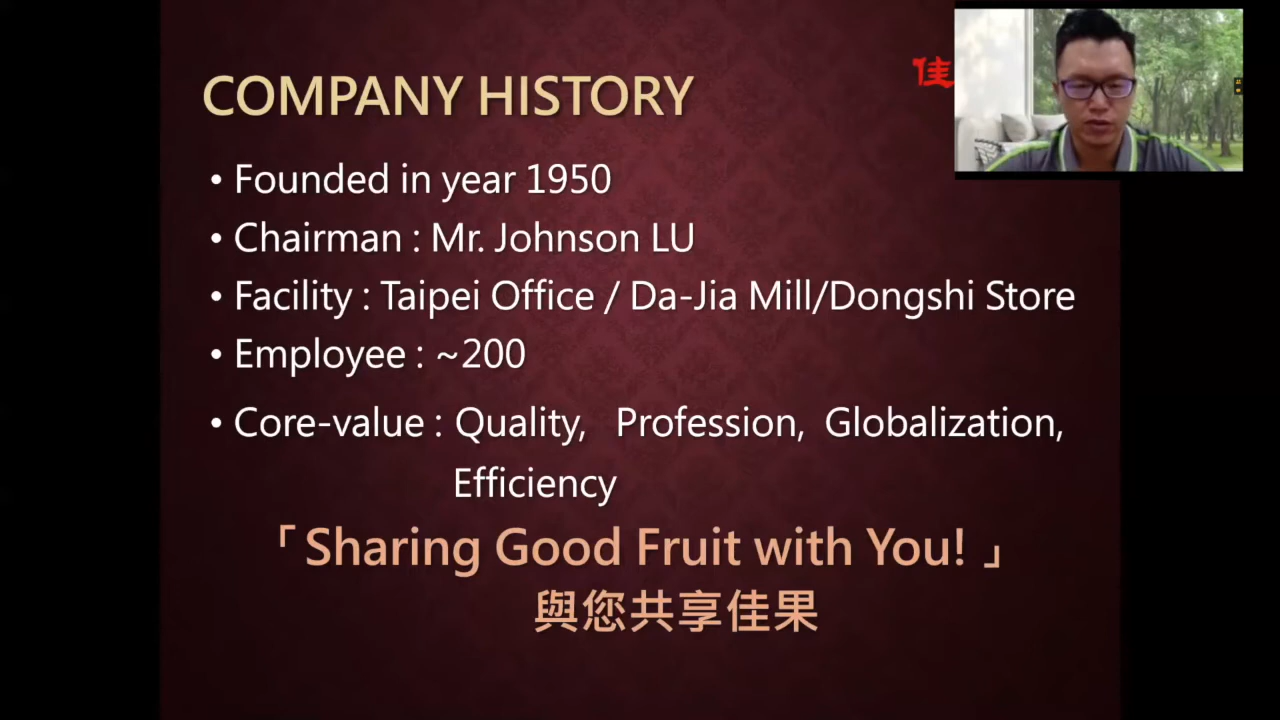 COMPANY HISTORY
佳
• Founded in year 1950
• Chairman : Mr. Johnson LU
• Facility : Taipei Office / Da-Jia Mill/Dongshi Store
• Employee : ~200
• Core-value : Quality, Profession, Globalization,
Efficiency
「Sharing Good Fruit with You! 」
與您共享佳果